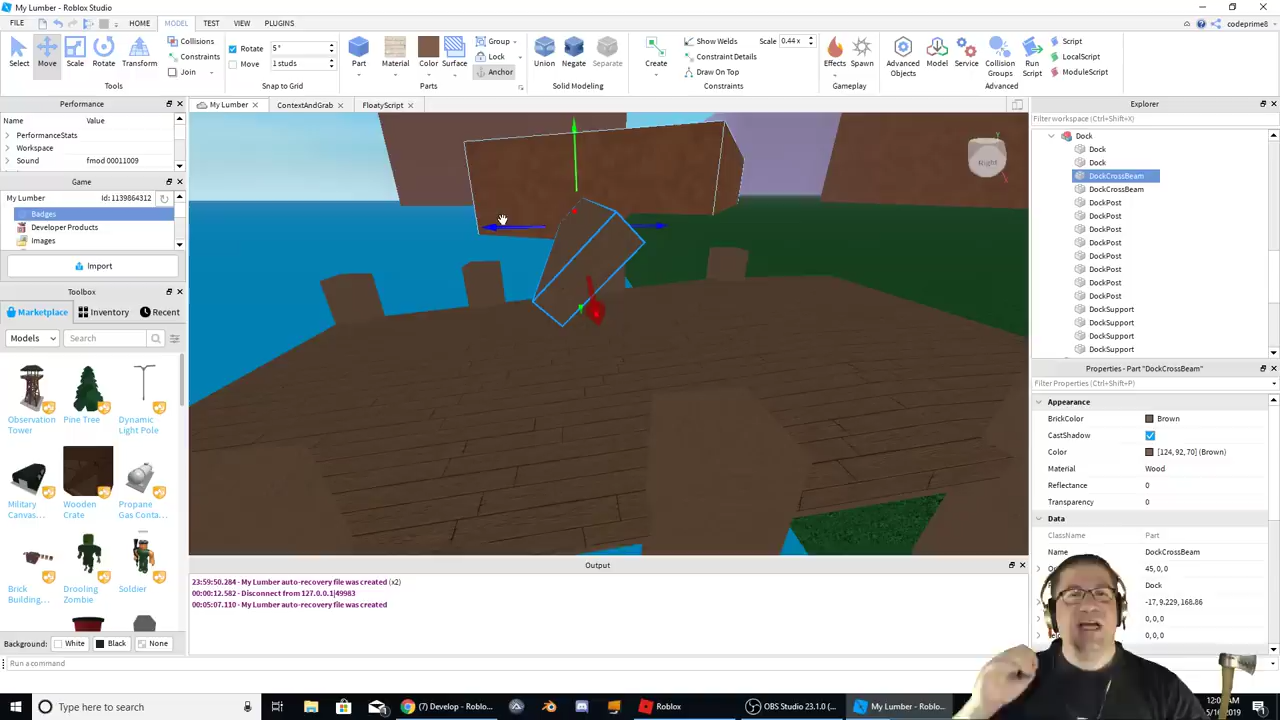 My Lumber - Roblox Studio
FILE HOME MODEL TEST VIEW PLUGINS codeprime8
Select Move Scale Rotate Transform
Collisions
Constraints
Join
Tools
Rotate 5°
Move 1 studs
Snap to Grid
Part Material Color Surface
Group
Lock
Anchor
Parts
Union Negate Separate
Solid Modeling
Create
Show Welds Scale 0.44 x
Constraint Details
Draw On Top
Constraints
Effects Spawn
Gameplay
Advanced Objects Model Service Collision Groups Run Script
Script
LocalScript
ModuleScript
Advanced
Performance
Name Value
PerformanceStats
Workspace
Sound fmod 00011009
Game
My Lumber Id: 1139864312
Badges
Developer Products
Images
Import
Toolbox
Marketplace Inventory Recent
Models Search
Observation Tower Pine Tree Dynamic Light Pole
Military Canvas... Wooden Crate Propane Gas Conta...
Brick Building... Drooling Zombie Soldier
Background: White Black None
Run a command
My Lumber ContextAndGrab FloatyScript
Right
Output
23:59:50.284 - My Lumber auto-recovery file was created (x2)
00:00:12.582 - Disconnect from 127.0.0.1|49983
00:05:07.110 - My Lumber auto-recovery file was created
Explorer
Filter workspace (Ctrl+Shift+X)
Dock
Dock
Dock
DockCrossBeam
DockCrossBeam
DockPost
DockPost
DockPost
DockPost
DockPost
DockPost
DockPost
DockPost
DockSupport
DockSupport
DockSupport
DockSupport
Properties - Part "DockCrossBeam"
Filter Properties (Ctrl+Shift+P)
Appearance
BrickColor Brown
CastShadow
Color [124, 92, 70] (Brown)
Material Wood
Reflectance 0
Transparency 0
Data
ClassName Part
Name DockCrossBeam
45, 0, 0
Dock
-17, 9.229, 168.86
0, 0, 0
0, 0, 0
Type here to search
(7) Develop - Roblo...
Roblox
OBS Studio 23.1.0 (...
My Lumber - Roblo...